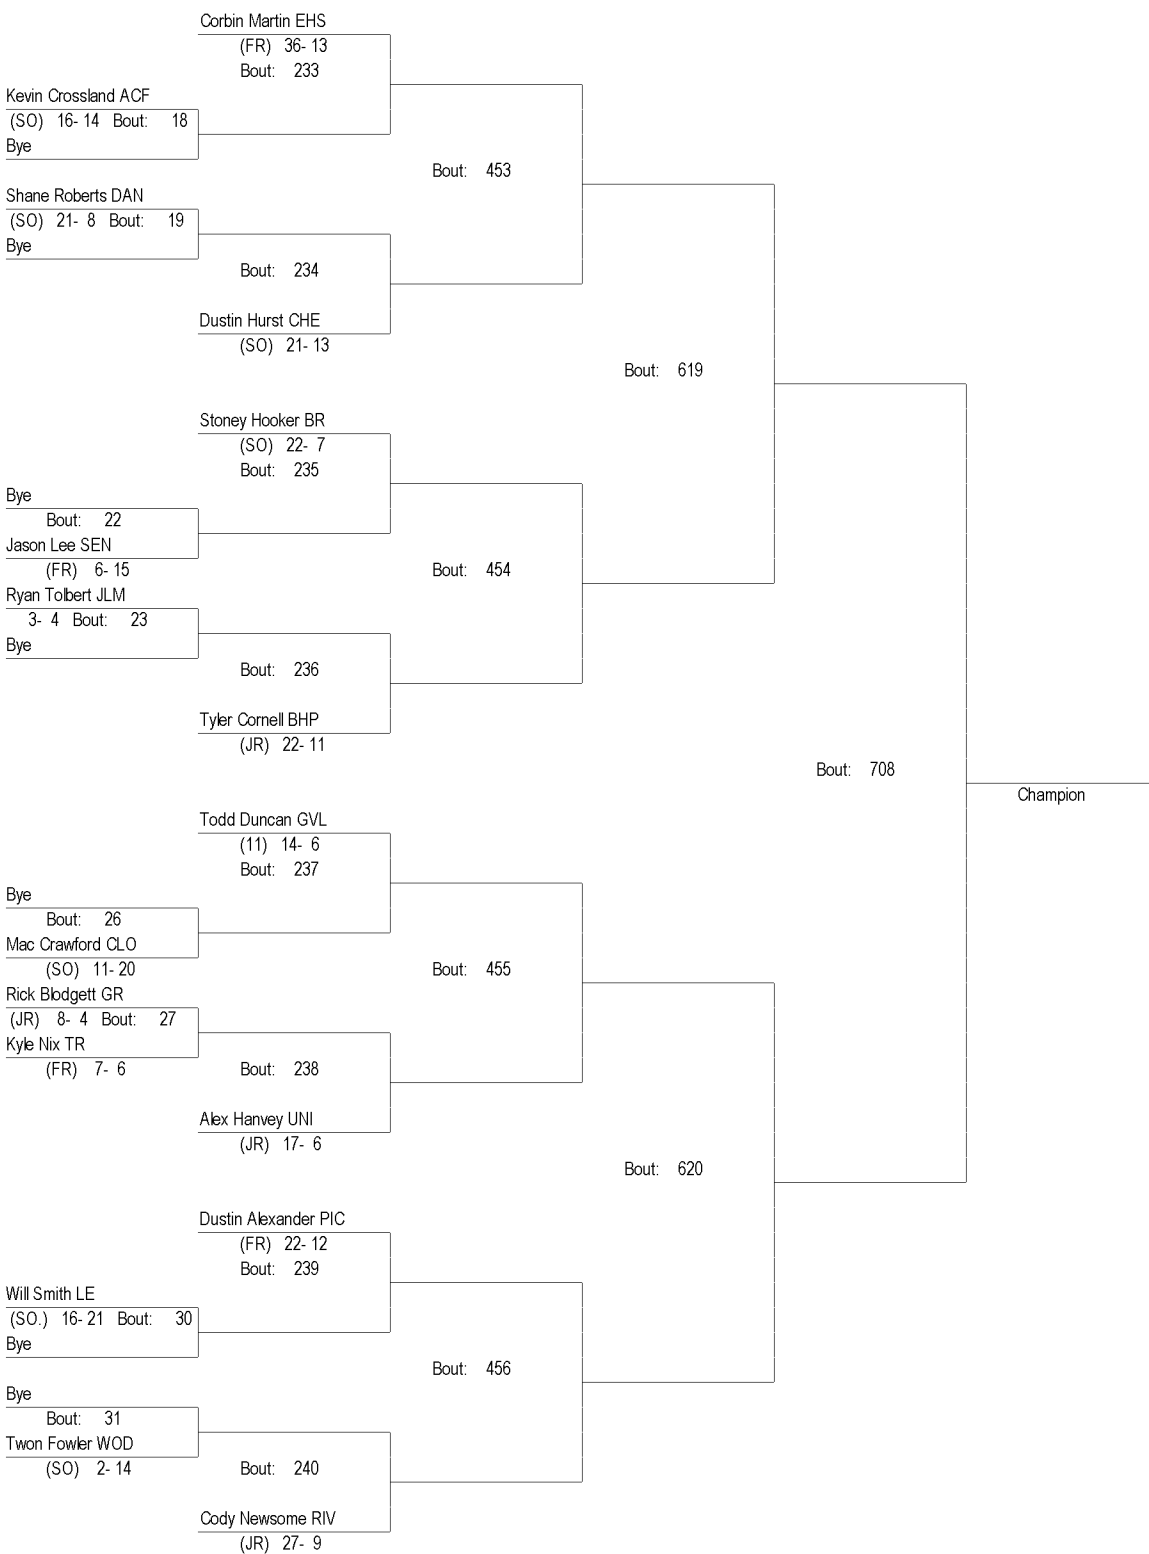 Corbin Martin EHS
(FR) 36- 13
Bout: 233
Kevin Crossland ACF
(SO) 16- 14 Bout: 18
Bye
Bout: 453
Shane Roberts DAN
(SO) 21- 8 Bout: 19
Bye
Bout: 234
Dustin Hurst CHE
(SO) 21- 13
Bout: 619
Stoney Hooker BR
(SO) 22- 7
Bout: 235
Bye
Bout: 22
Jason Lee SEN
(FR) 6- 15
Bout: 454
Ryan Tolbert JLM
3- 4 Bout: 23
Bye
Bout: 236
Tyler Cornell BHP
(JR) 22- 11
Bout: 708
Champion
Todd Duncan GVL
(11) 14- 6
Bout: 237
Bye
Bout: 26
Mac Crawford CLO
(SO) 11- 20
Bout: 455
Rick Blodgett GR
(JR) 8- 4 Bout: 27
Kyle Nix TR
(FR) 7- 6
Bout: 238
Alex Hanvey UNI
(JR) 17- 6
Bout: 620
Dustin Alexander PIC
(FR) 22- 12
Bout: 239
Will Smith LE
(SO.) 16- 21 Bout: 30
Bye
Bout: 456
Bye
Bout: 31
Twon Fowler WOD
(SO) 2- 14
Bout: 240
Cody Newsome RIV
(JR) 27- 9